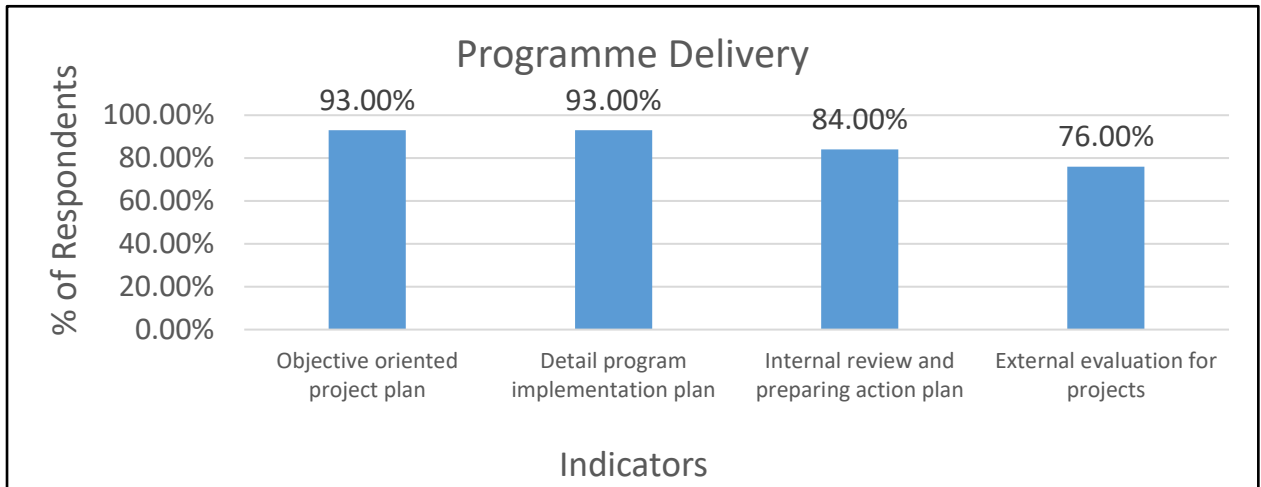 Programme Delivery
% of Respondents
100.00%
80.00%
60.00%
40.00%
20.00%
0.00%
93.00%
93.00%
84.00%
76.00%
Objective oriented
project plan
Detail program
implementation plan
Internal review and
preparing action plan
External evaluation for
projects
Indicators